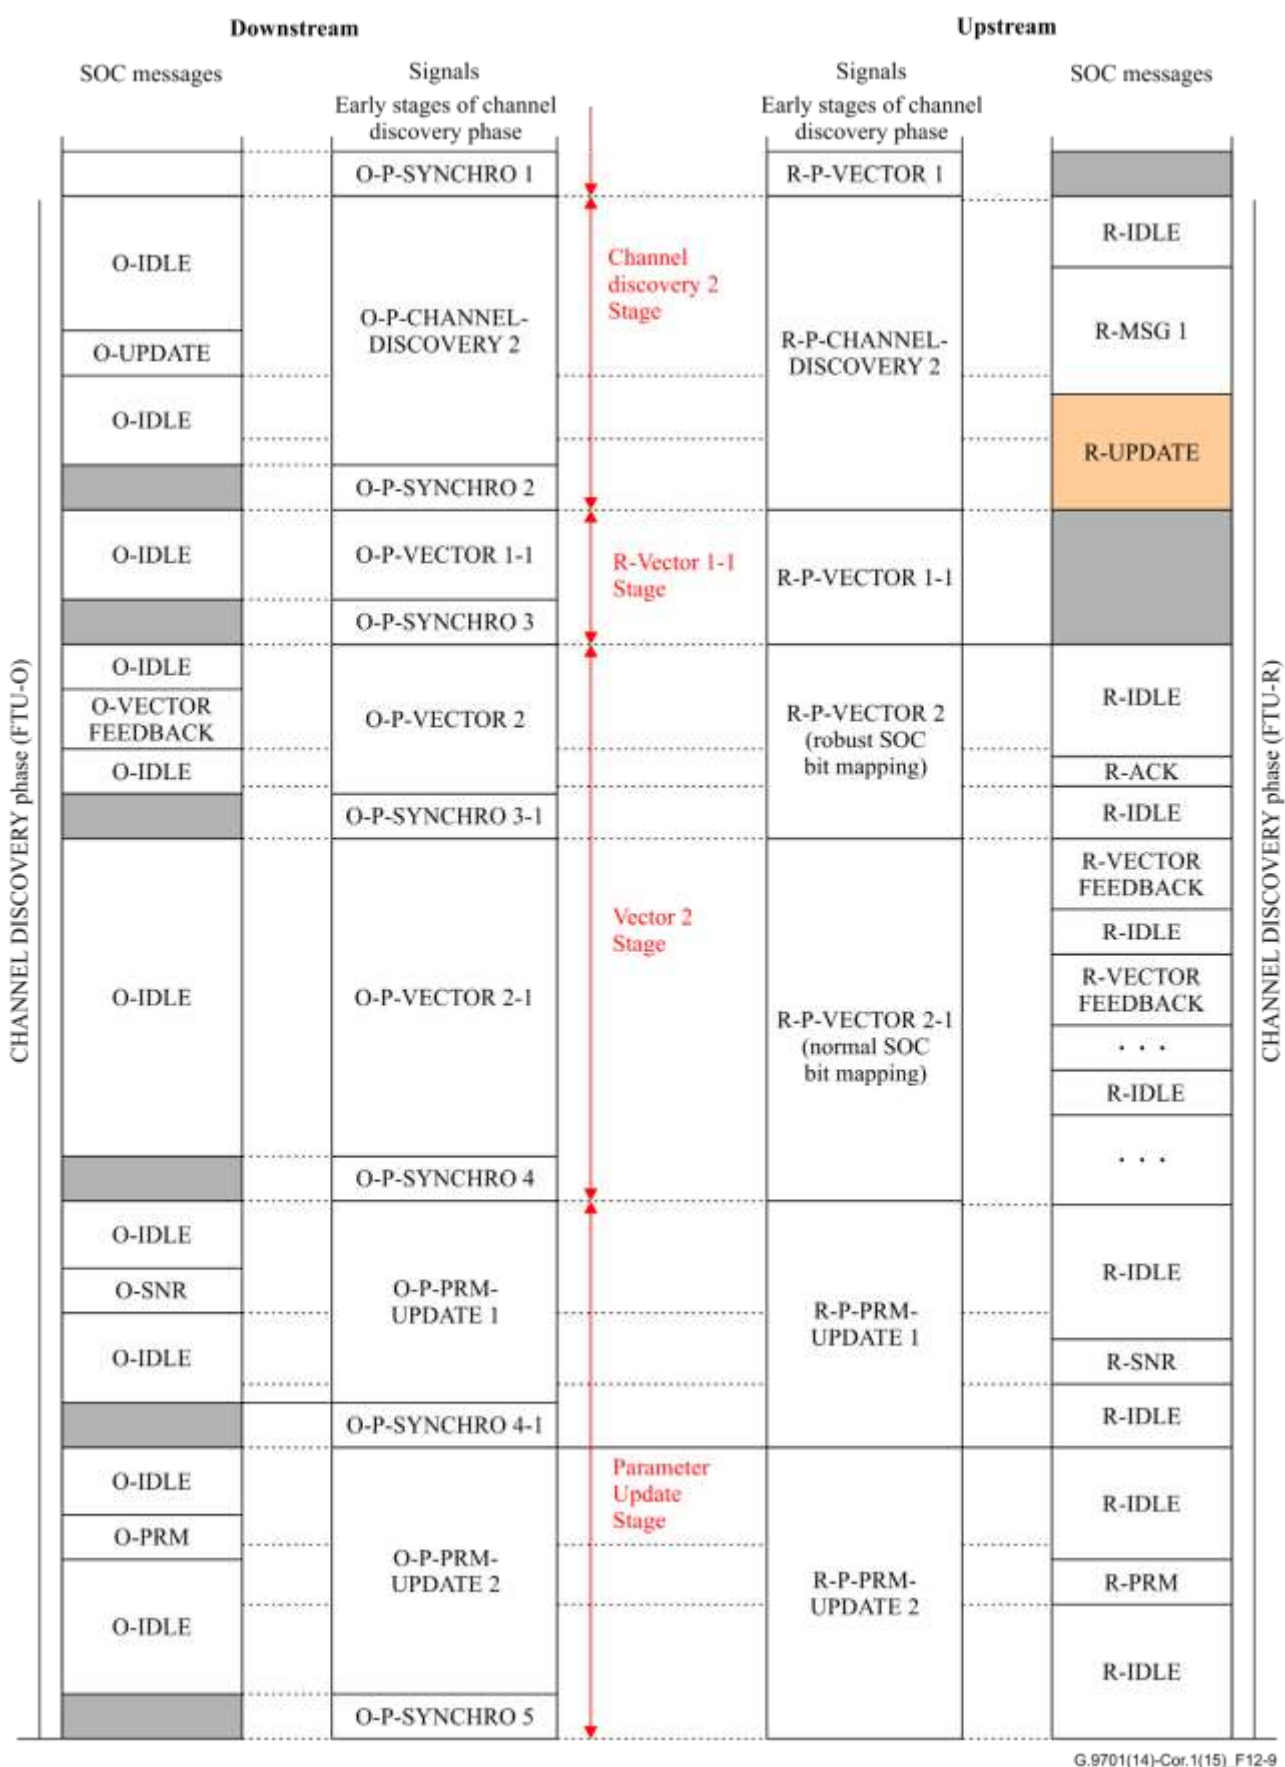 Downstream
Upstream
SOC messages
Signals
Signals
SOC messages
Early stages of channel
discovery phase
Early stages of channel
discovery phase
O-P-SYNCHRO 1
R-P-VECTOR 1
O-IDLE
O-UPDATE
O-IDLE
O-P-CHANNEL-
DISCOVERY 2
O-P-SYNCHRO 2
Channel
discovery 2
Stage
R-P-CHANNEL-
DISCOVERY 2
R-IDLE
R-MSG 1
R-UPDATE
O-IDLE
O-P-VECTOR 1-1
O-P-SYNCHRO 3
R-Vector 1-1
Stage
R-P-VECTOR 1-1
CHANNEL DISCOVERY phase (FTU-O)
O-IDLE
O-VECTOR
FEEDBACK
O-IDLE
O-P-VECTOR 2
O-P-SYNCHRO 3-1
R-P-VECTOR 2
(robust SOC
bit mapping)
R-IDLE
R-ACK
R-IDLE
CHANNEL DISCOVERY phase (FTU-R)
O-IDLE
O-P-VECTOR 2-1
O-P-SYNCHRO 4
Vector 2
Stage
R-P-VECTOR 2-1
(normal SOC
bit mapping)
R-VECTOR
FEEDBACK
R-IDLE
R-VECTOR
FEEDBACK
. . .
R-IDLE
. . .
O-IDLE
O-SNR
O-IDLE
O-P-PRM-
UPDATE 1
O-P-SYNCHRO 4-1
R-P-PRM-
UPDATE 1
R-IDLE
R-SNR
R-IDLE
O-IDLE
O-PRM
O-IDLE
O-P-PRM-
UPDATE 2
O-P-SYNCHRO 5
Parameter
Update
Stage
R-P-PRM-
UPDATE 2
R-IDLE
R-PRM
R-IDLE
G.9701(14)-Cor.1(15)_F12-9